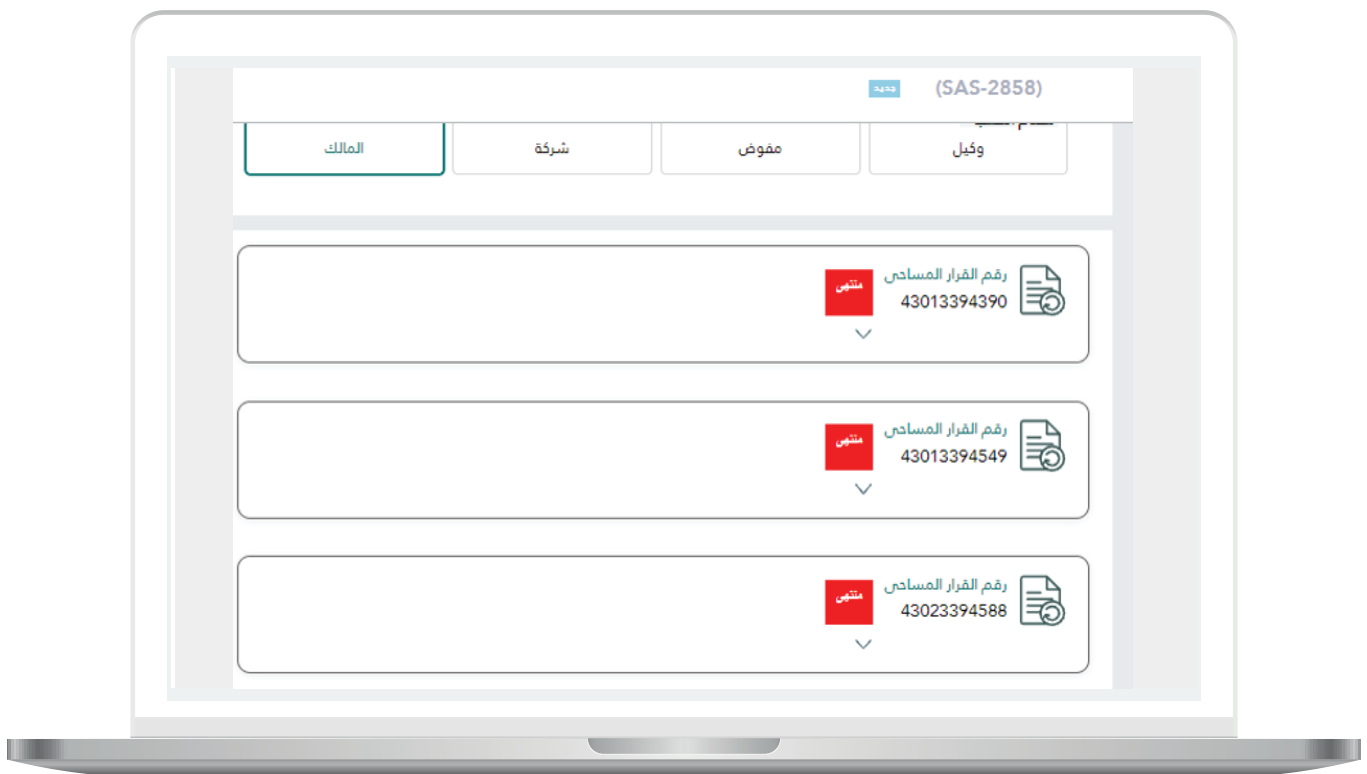 (SAS-2858) جديد
وكيل مفوض شركة المالك
رقم القرار المساحي منتهي
43013394390
رقم القرار المساحي منتهي
43013394549
رقم القرار المساحي منتهي
43023394588